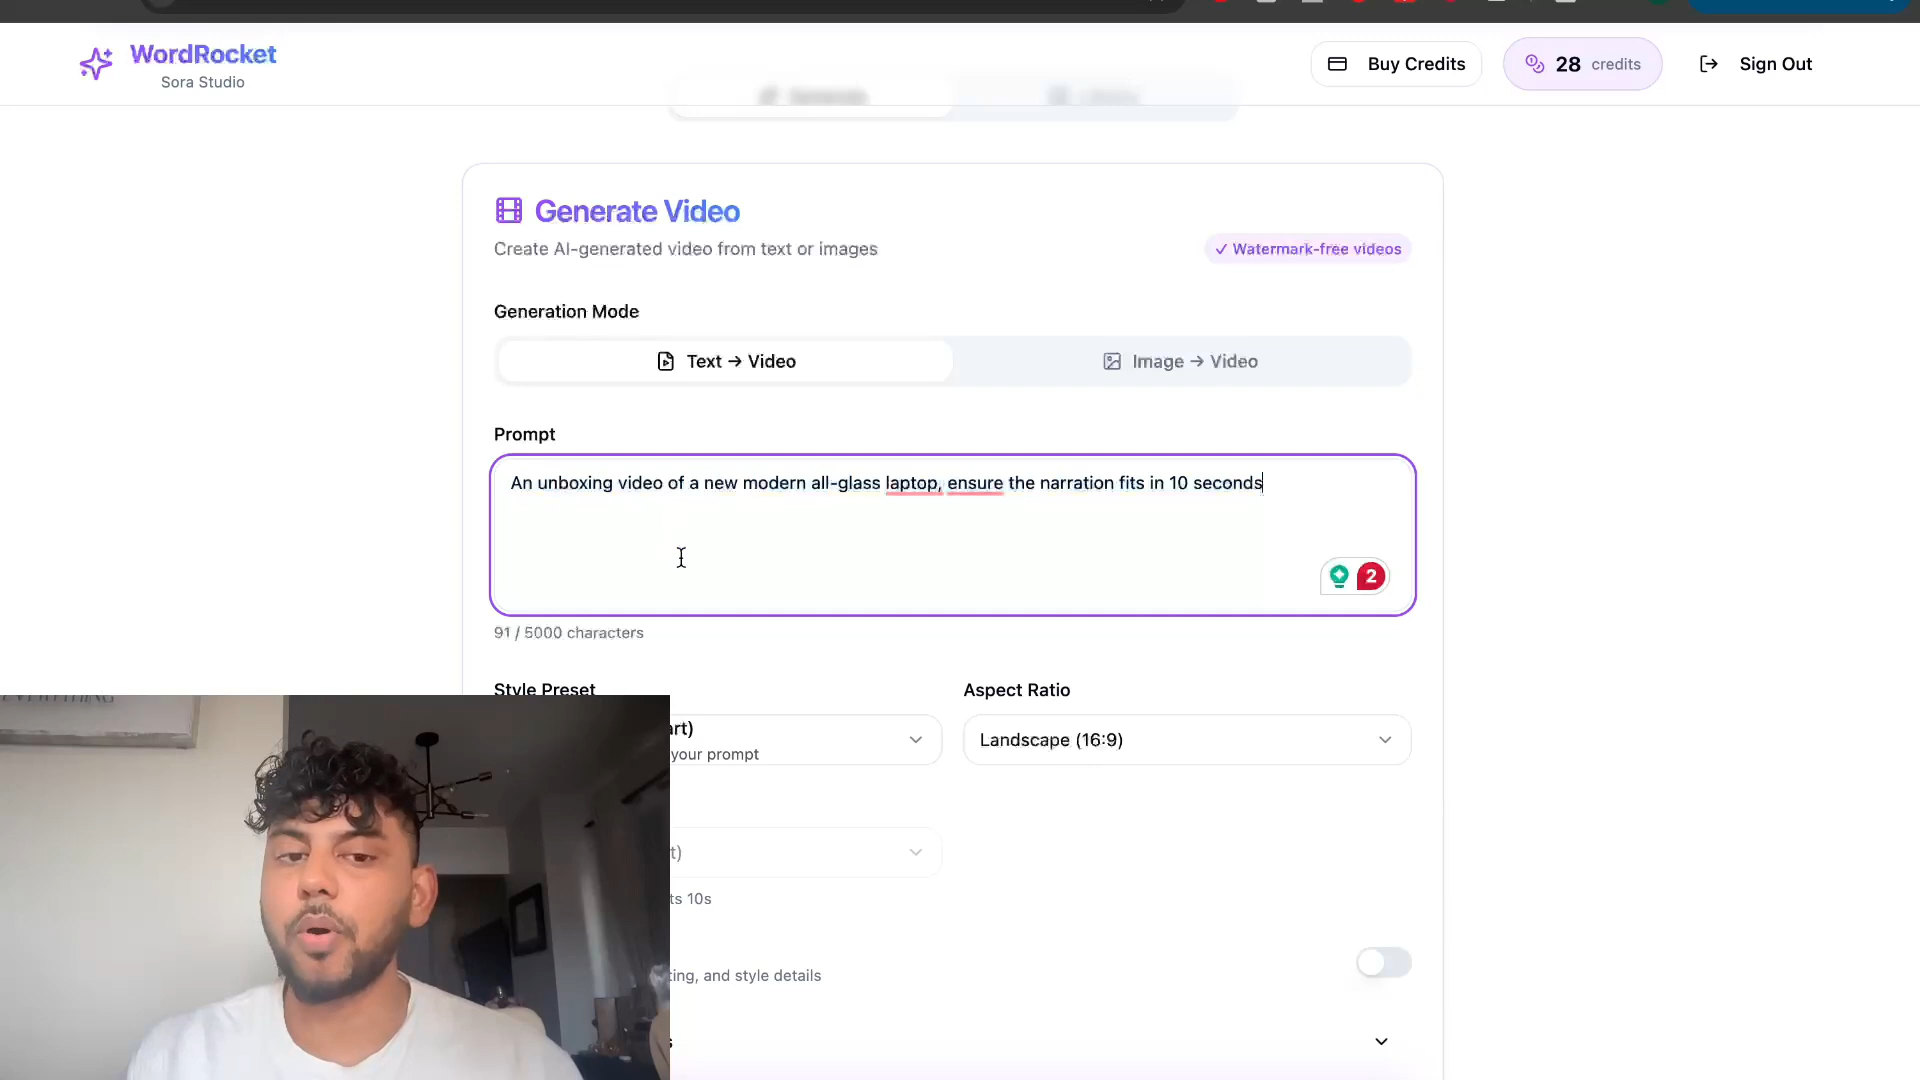 WordRocket
Sora Studio
Buy Credits
28 credits
Sign Out
Generate Video
Create AI-generated video from text or images
✓ Watermark-free videos
Generation Mode
Text → Video
Image → Video
Prompt
An unboxing video of a new modern all-glass laptop, ensure the narration fits in 10 seconds
2
91 / 5000 characters
Style Preset
Aspect Ratio
art)
your prompt
Landscape (16:9)
t)
ts 10s
ting, and style details
s